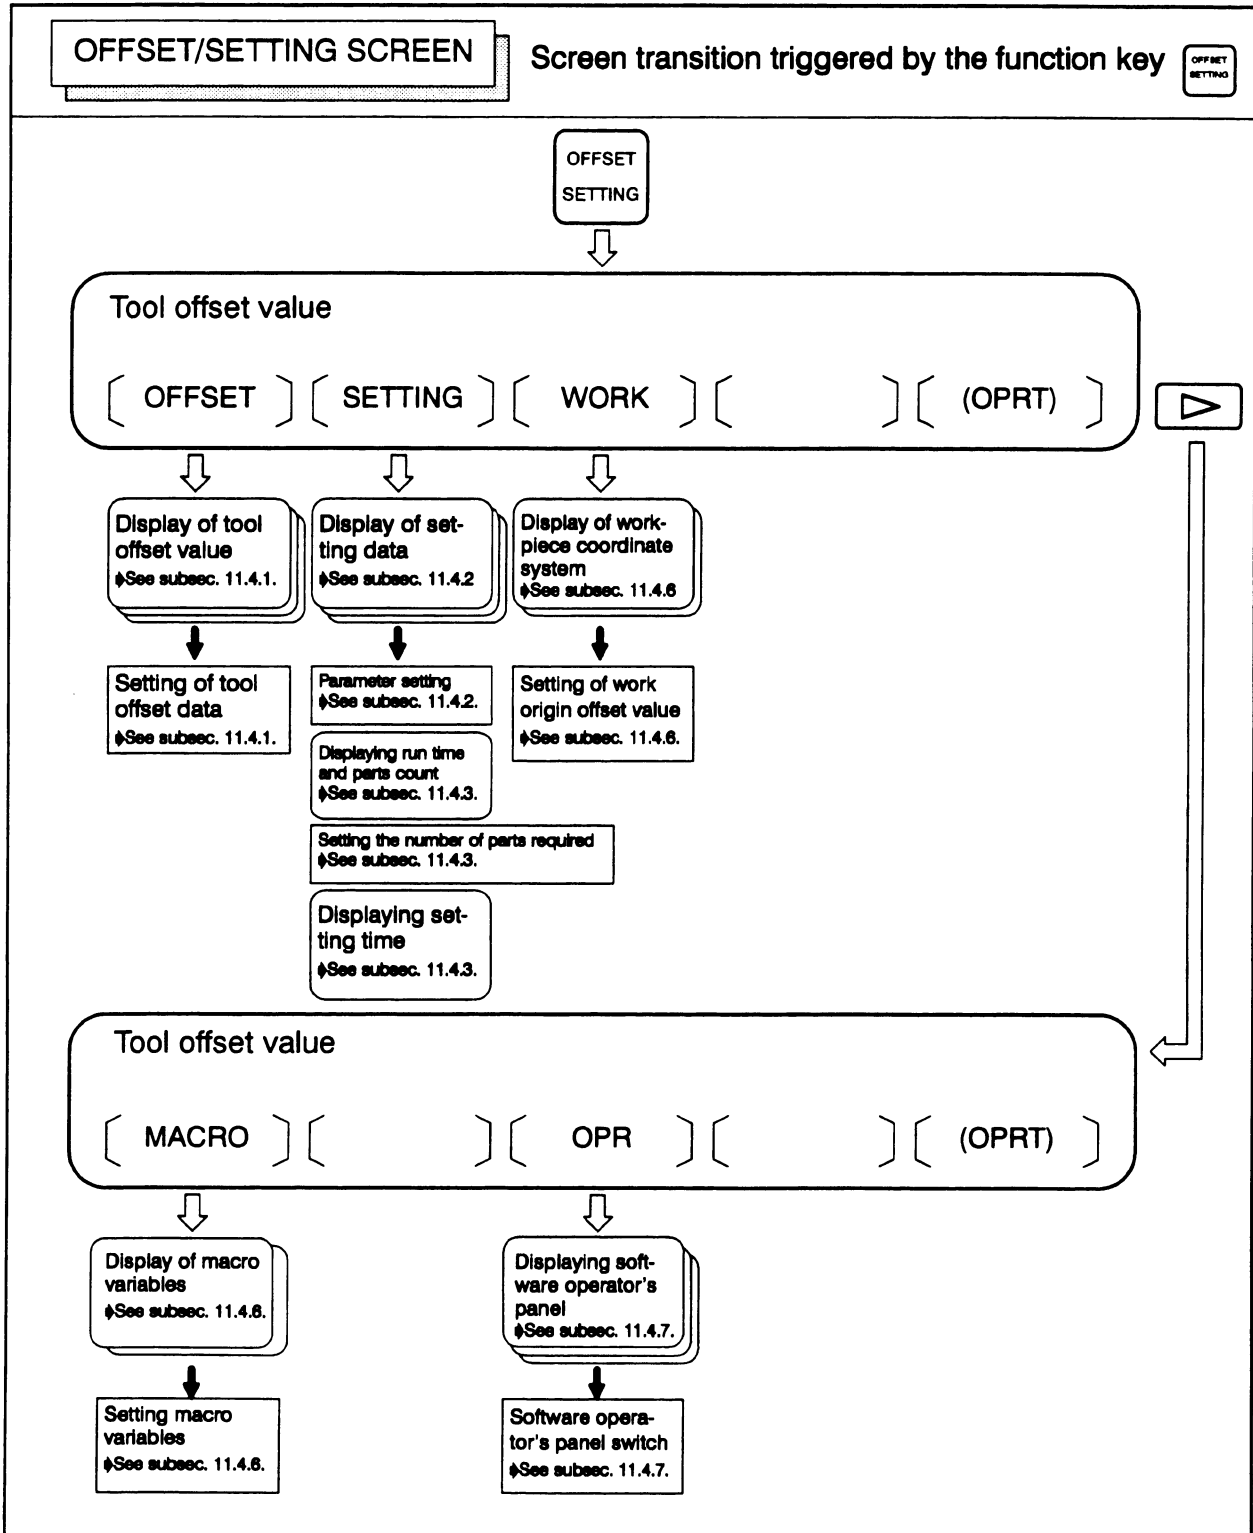 OFFSET/SETTING SCREEN
Screen transition triggered by the function key
OFFSET
SETTING
OFFSET
SETTING
Tool offset value
OFFSET
SETTING
WORK
(OPRT)
Display of tool
offset value
See subsec. 11.4.1.
Display of set-
ting data
See subsec. 11.4.2
Display of work-
piece coordinate
system
See subsec. 11.4.6
Setting of tool
offset data
See subsec. 11.4.1.
Parameter setting
See subsec. 11.4.2.
Setting of work
origin offset value
See subsec. 11.4.6.
Displaying run time
and parts count
See subsec. 11.4.3.
Setting the number of parts required
See subsec. 11.4.3.
Displaying set-
ting time
See subsec. 11.4.3.
Tool offset value
MACRO
OPR
(OPRT)
Display of macro
variables
See subsec. 11.4.6.
Displaying soft-
ware operator's
panel
See subsec. 11.4.7.
Setting macro
variables
See subsec. 11.4.6.
Software opera-
tor's panel switch
See subsec. 11.4.7.